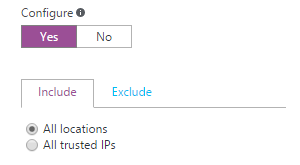 Configure
Yes No
Include Exclude
All locations
All trusted IPs